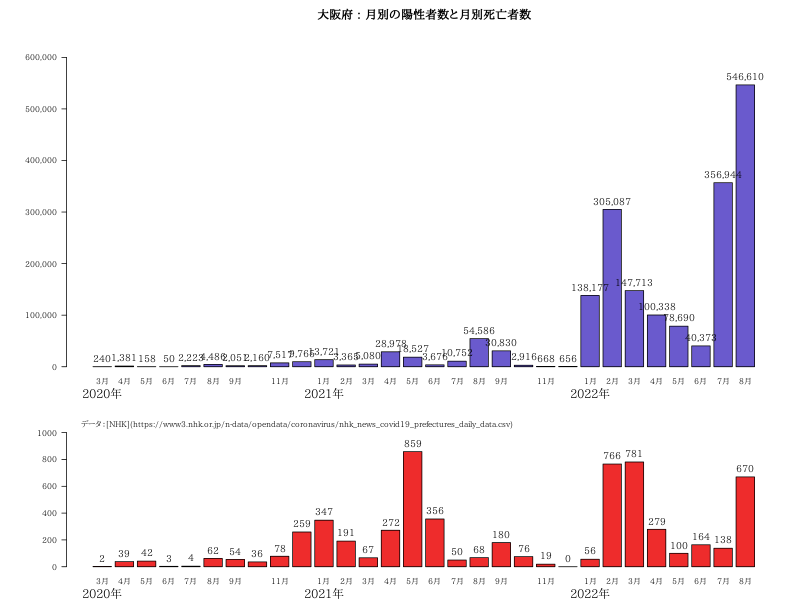 大阪府：月別の陽性者数と月別死亡者数
600,000
500,000
400,000
300,000
200,000
100,000
0
240 1,381 158 50 2,223 4,486 2,051 2,160 7,517 9,766 13,721 3,365 5,080 28,978 18,527 3,676 10,752 54,586 30,830 2,916 668 656 138,177 305,087 147,713 100,338 78,690 40,373 356,944 546,610
3月 4月 5月 6月 7月 8月 9月 11月 1月 2月 3月 4月 5月 6月 7月 8月 9月 11月 1月 2月 3月 4月 5月 6月 7月 8月
2020年 2021年 2022年
データ：[NHK](https://www3.nhk.or.jp/n-data/opendata/coronavirus/nhk_news_covid19_prefectures_daily_data.csv)
1000
800
600
400
200
0
2 39 42 3 4 62 54 36 78 259 347 191 67 272 859 356 50 68 180 76 19 0 56 766 781 279 100 164 138 670
3月 4月 5月 6月 7月 8月 9月 11月 1月 2月 3月 4月 5月 6月 7月 8月 9月 11月 1月 2月 3月 4月 5月 6月 7月 8月
2020年 2021年 2022年